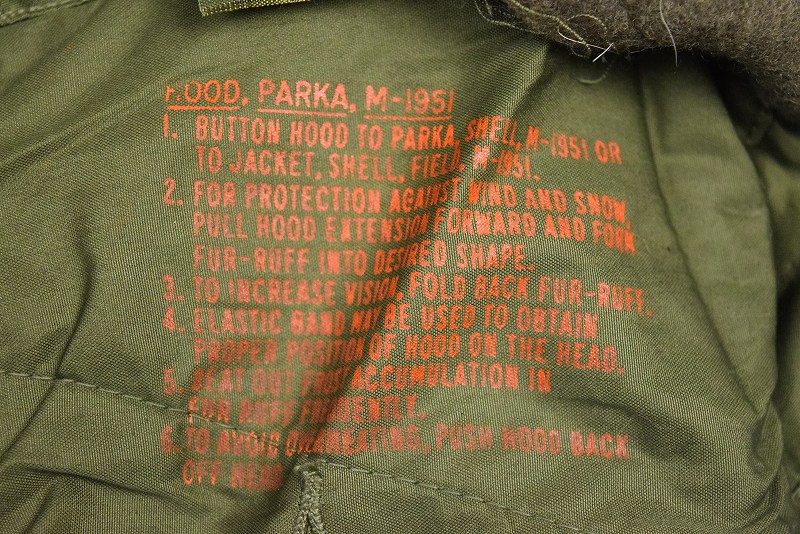 HOOD, PARKA, M-1951
1. BUTTON HOOD TO PARKA, SHELL, M-1951 OR
TO JACKET, SHELL, FIELD, M-1951.
2. FOR PROTECTION AGAINST WIND AND SNOW,
PULL HOOD EXTENSION FORWARD AND FORM
FUR-RUFF INTO DESIRED SHAPE.
3. TO INCREASE VISION, FOLD BACK FUR-RUFF.
4. ELASTIC BAND MAY BE USED TO OBTAIN
PROPER POSITION OF HOOD ON THE HEAD.
5. BEAT OUT FROST ACCUMULATION IN
FUR RUFF FREQUENTLY.
6. TO AVOID OVERHEATING, PUSH HOOD BACK
OFF HEAD